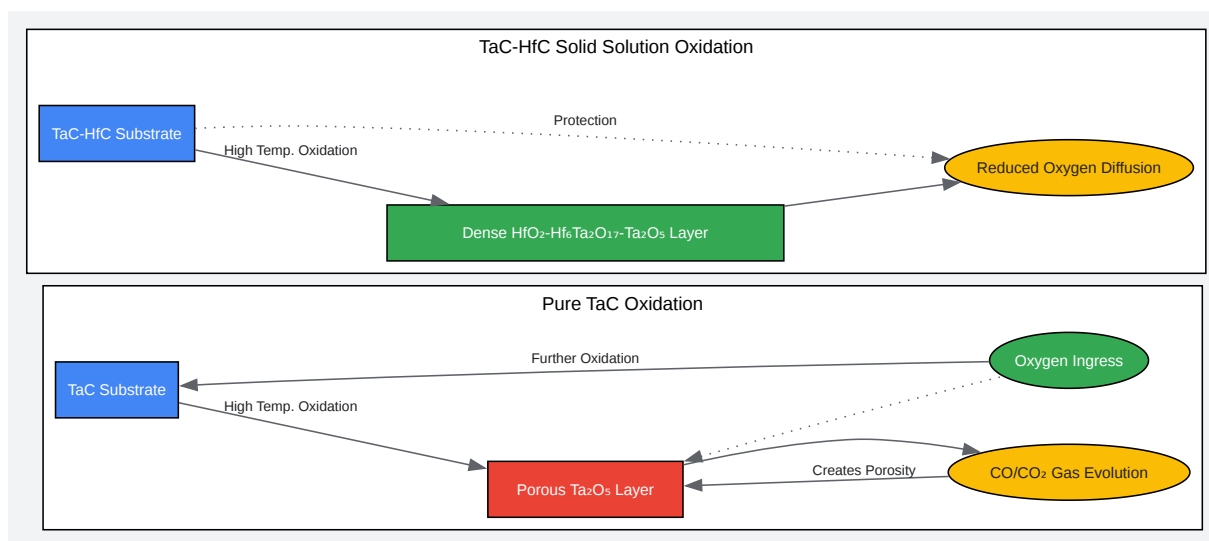 TaC-HfC Solid Solution Oxidation
TaC-HfC Substrate
Protection
High Temp. Oxidation
Reduced Oxygen Diffusion
Dense HfO₂-Hf₆Ta₂O₁₇-Ta₂O₅ Layer
Pure TaC Oxidation
Further Oxidation
Oxygen Ingress
TaC Substrate
High Temp. Oxidation
Creates Porosity
CO/CO₂ Gas Evolution
Porous Ta₂O₅ Layer